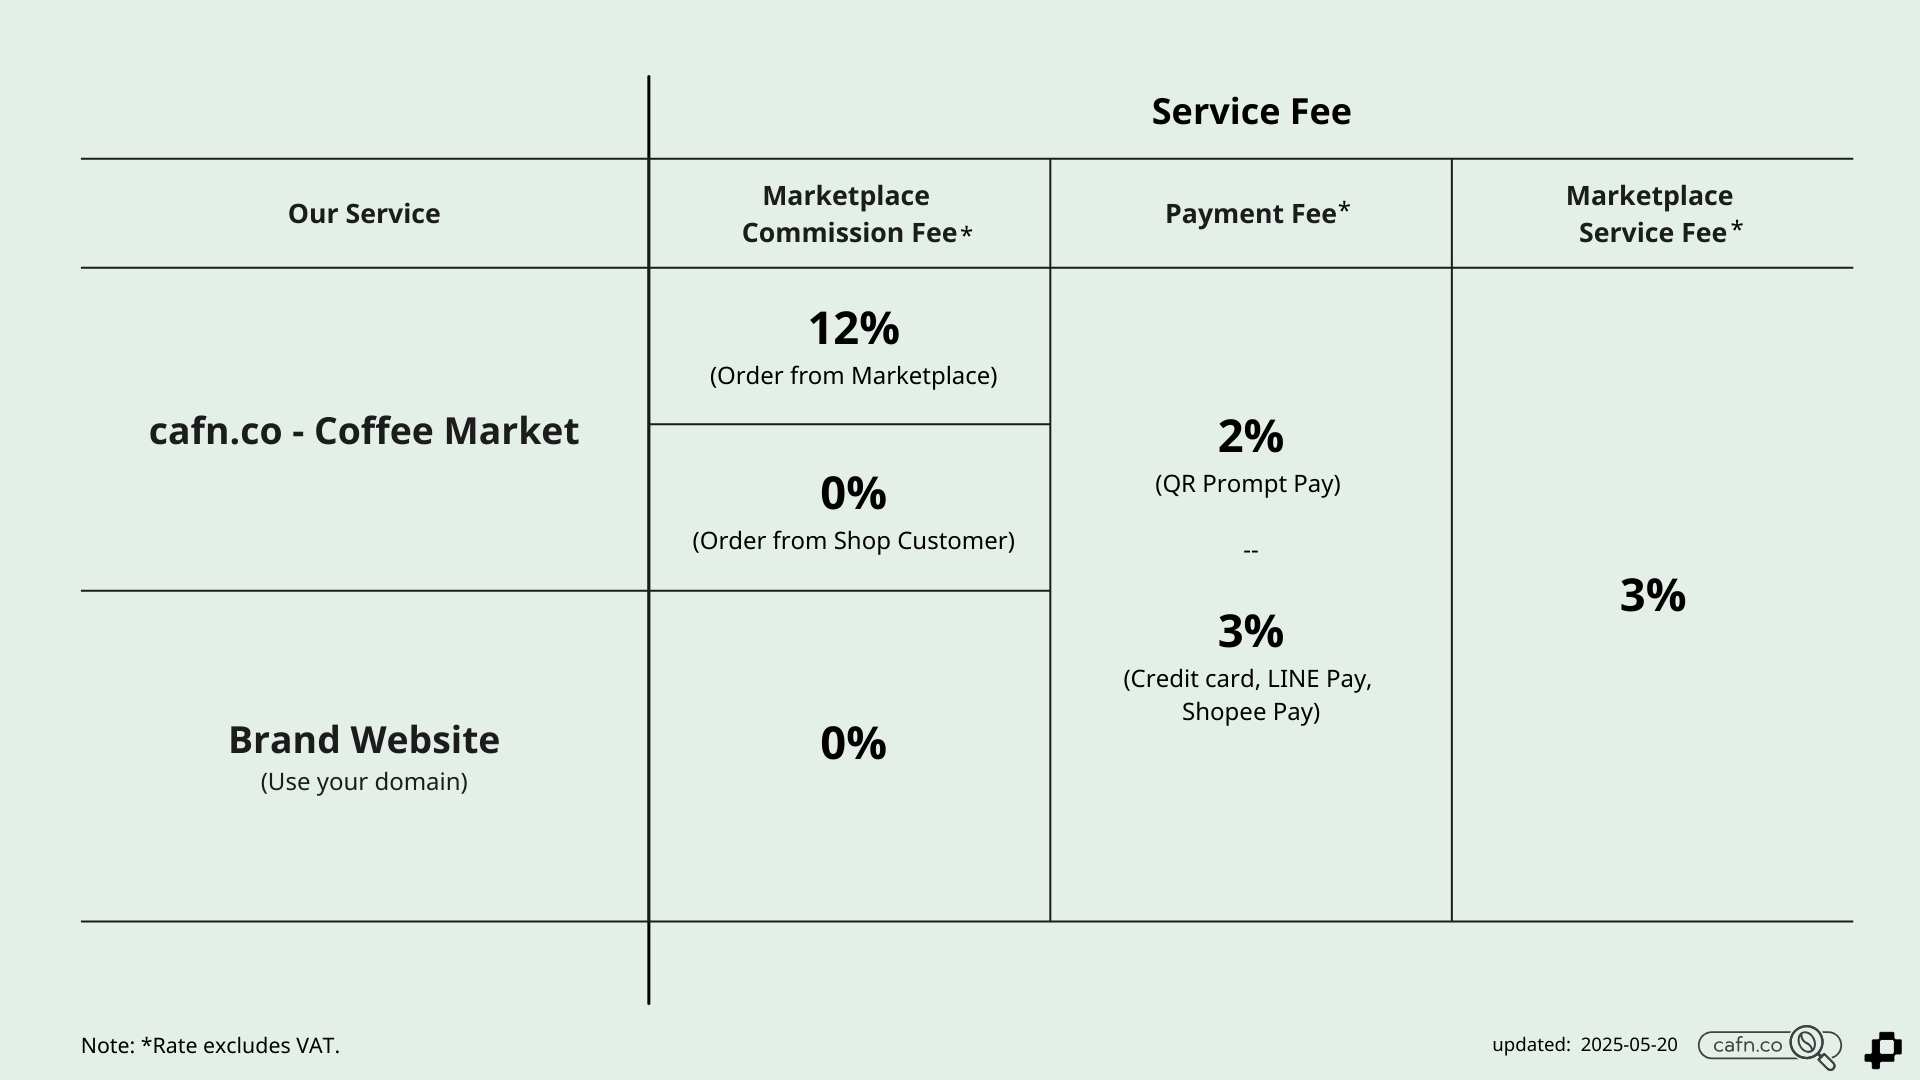 Service Fee
Our Service
Marketplace
Commission Fee*
Payment Fee*
Marketplace
Service Fee*
cafn.co - Coffee Market
12%
(Order from Marketplace)
0%
(Order from Shop Customer)
2%
(QR Prompt Pay)
--
3%
(Credit card, LINE Pay,
Shopee Pay)
3%
Brand Website
(Use your domain)
0%
Note: *Rate excludes VAT.
updated: 2025-05-20
cafn.co